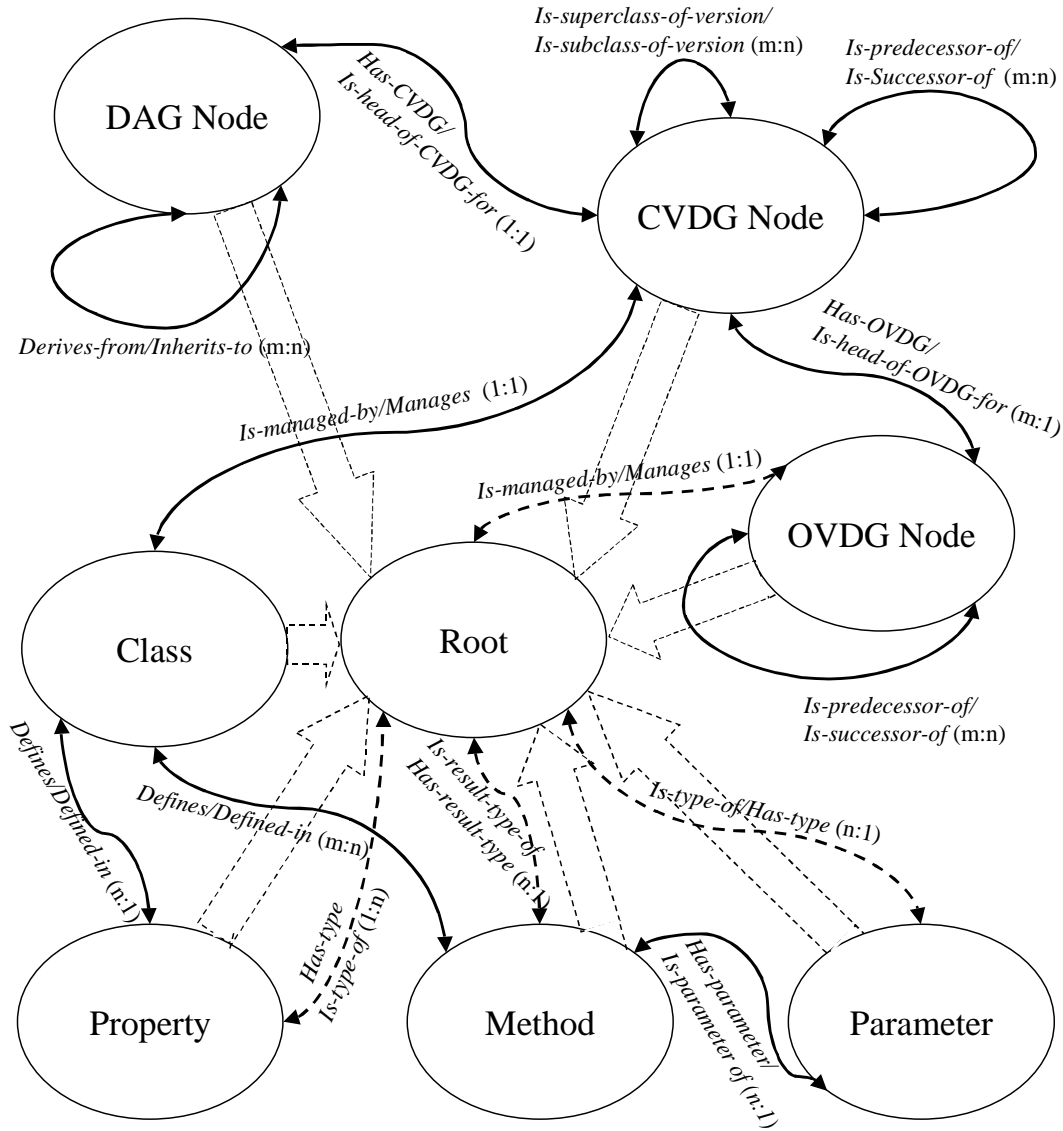 Is-superclass-of-version/
Is-subclass-of-version (m:n)
Is-predecessor-of/
Is-Successor-of (m:n)
DAG Node
Has-CVDG/
Is-head-of-CVDG-for (1:1)
CVDG Node
Derives-from/Inherits-to (m:n)
Has-OVDG/
Is-head-of-OVDG-for (m:1)
Is-managed-by/Manages (1:1)
Is-managed-by/Manages (1:1)
OVDG Node
Class
Root
Is-predecessor-of/
Is-successor-of (m:n)
Defines/Defined-in (n:1)
Defines/Defined-in (m:n)
Is-result-type-of
Has-result-type (n:1)
Is-type-of/Has-type (n:1)
Has-type
Is-type-of (1:n)
Has-parameter/
Is-parameter of (n:1)
Property
Method
Parameter